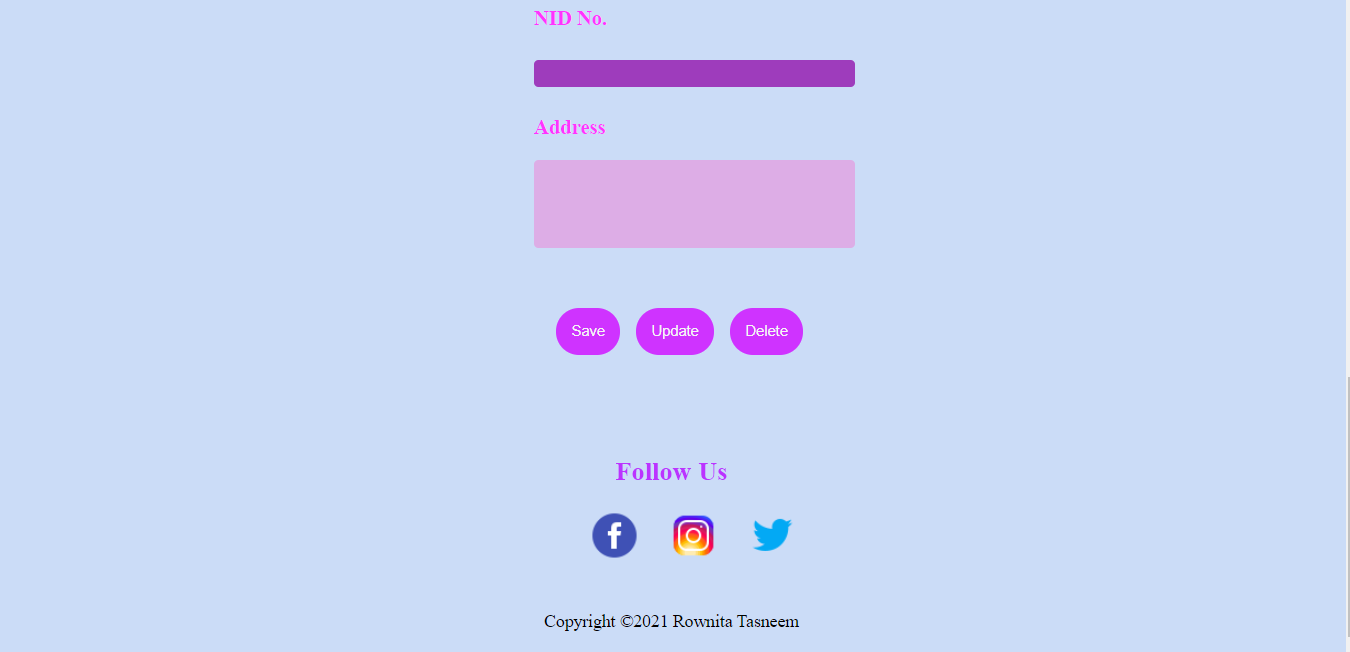 NID No.
Address
Save Update Delete
Follow Us
Copyright ©2021 Rownita Tasneem